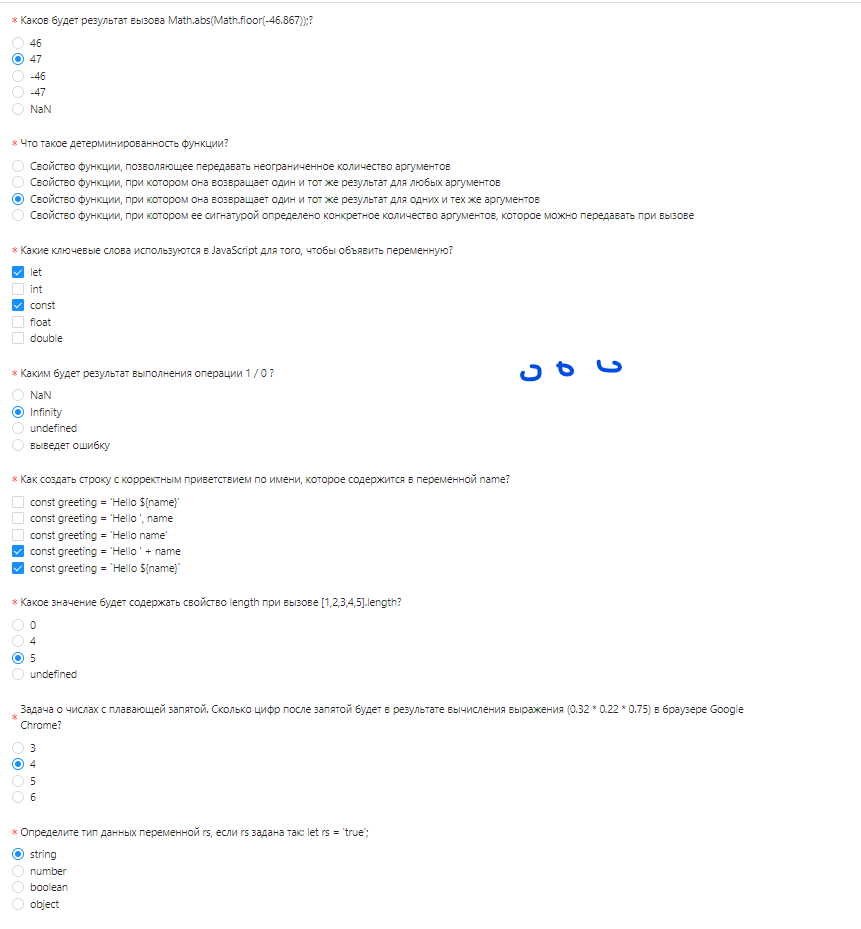 * Каков будет результат вызова Math.abs(Math.floor(-46.867));?
46
47
-46
-47
NaN
* Что такое детерминированность функции?
Свойство функции, позволяющее передавать неограниченное количество аргументов
Свойство функции, при котором она возвращает один и тот же результат для любых аргументов
Свойство функции, при котором она возвращает один и тот же результат для одних и тех же аргументов
Свойство функции, при котором ее сигнатурой определено конкретное количество аргументов, которое можно передавать при вызове
* Какие ключевые слова используются в JavaScript для того, чтобы объявить переменную?
let
int
const
float
double
* Каким будет результат выполнения операции 1 / 0 ?
NaN
Infinity
undefined
выведет ошибку
* Как создать строку с корректным приветствием по имени, которое содержится в переменной name?
const greeting = 'Hello ${name}'
const greeting = 'Hello ', name
const greeting = 'Hello name'
const greeting = 'Hello ' + name
const greeting = `Hello ${name}`
* Какое значение будет содержать свойство length при вызове [1,2,3,4,5].length?
0
4
5
undefined
* Задача о числах с плавающей запятой. Сколько цифр после запятой будет в результате вычисления выражения (0.32 * 0.22 * 0.75) в браузере Google
Chrome?
3
4
5
6
* Определите тип данных переменной rs, если rs задана так: let rs = 'true';
string
number
boolean
object